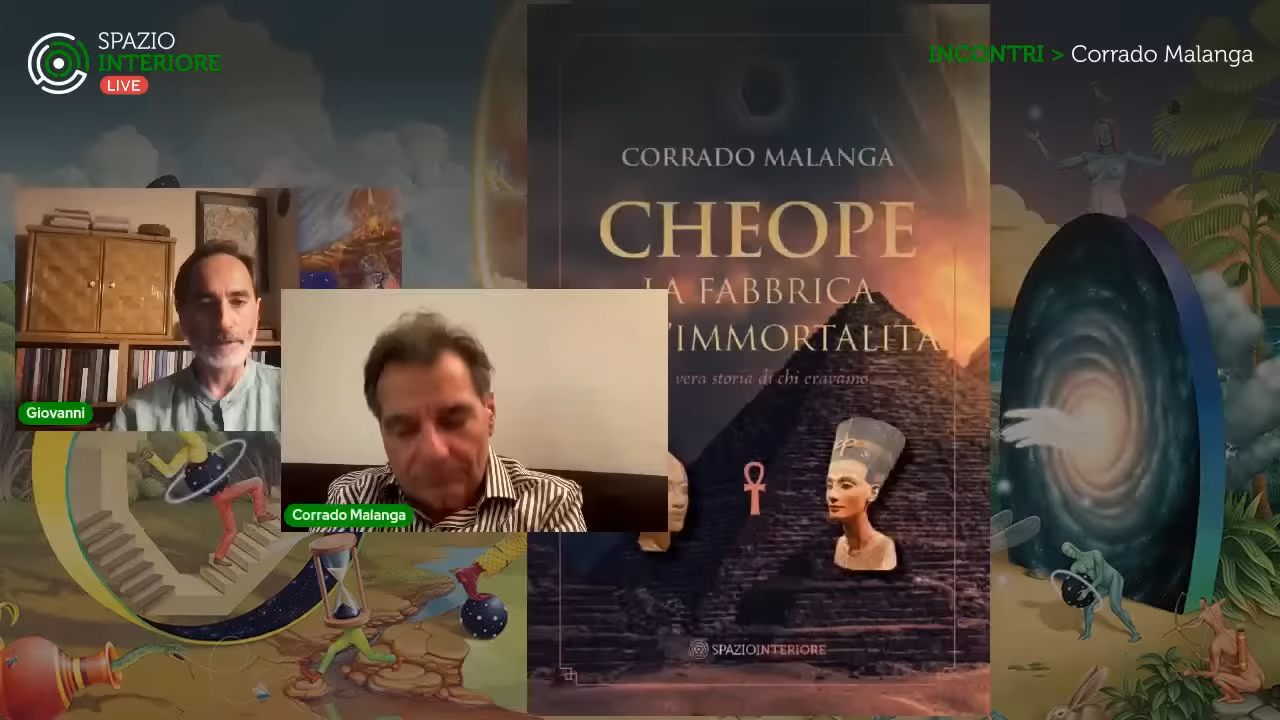 SPAZIO
INTERIORE
LIVE
INCONTRI > Corrado Malanga
CORRADO MALANGA
CHEOPE
LA FABBRICA
L'IMMORTALITÀ
vera storia di chi eravamo
Giovanni
Corrado Malanga
SPAZIOINTERIORE